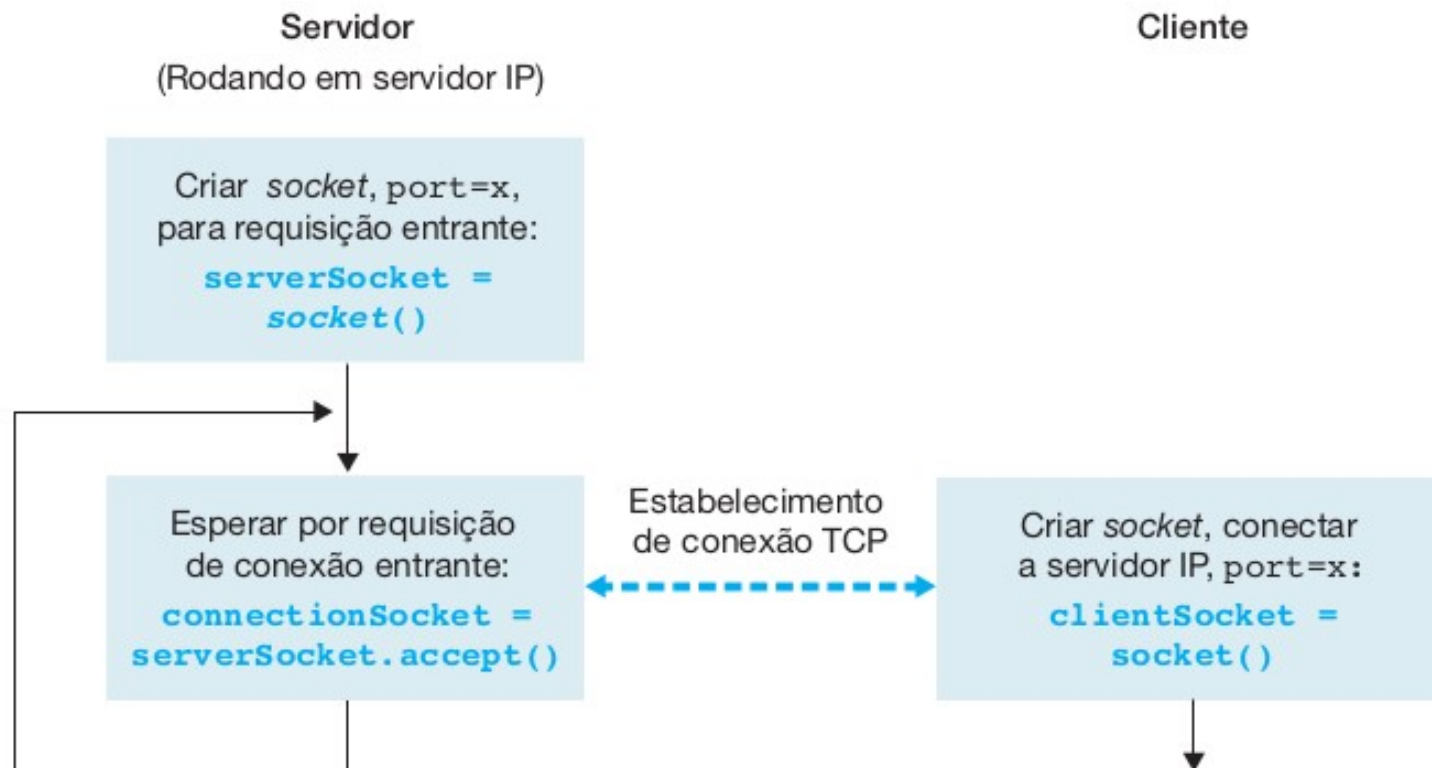 Servidor
(Rodando em servidor IP)
Cliente
Criar socket, port=x,
para requisição entrante:
serverSocket =
socket()
Esperar por requisição
de conexão entrante:
connectionSocket =
serverSocket.accept()
Estabelecimento
de conexão TCP
Criar socket, conectar
a servidor IP, port=x:
clientSocket =
socket()